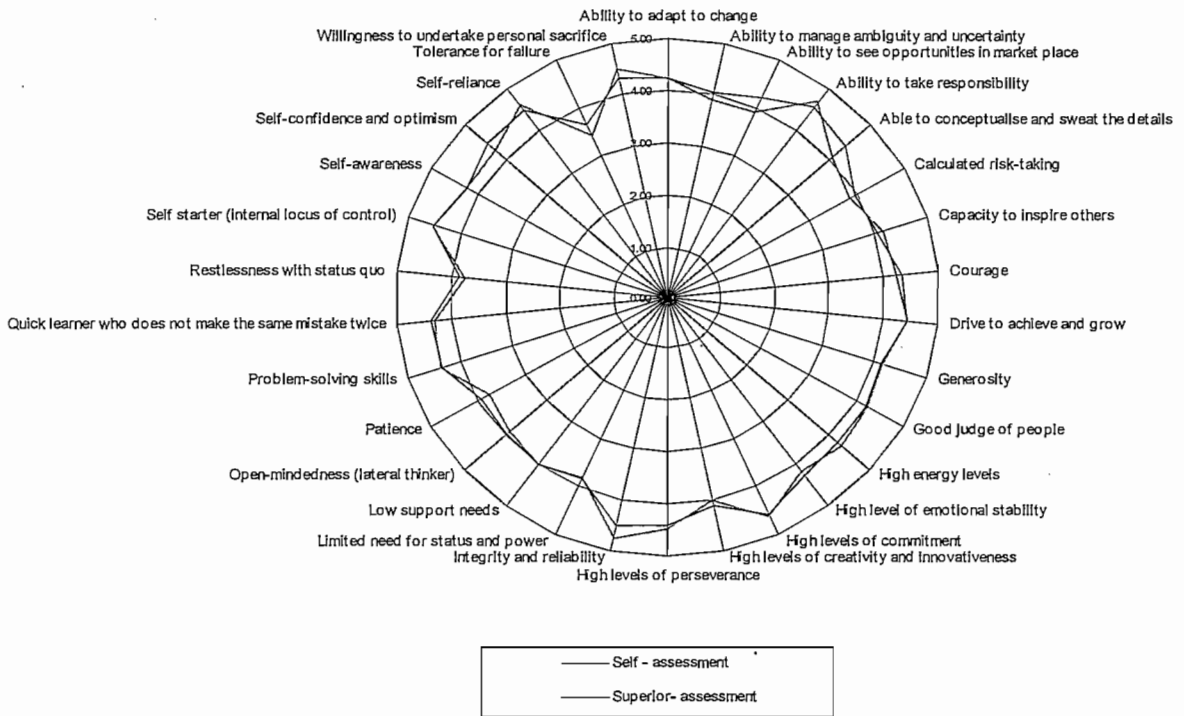 Ability to adapt to change
Ability to manage ambiguity and uncertainty
Ability to see opportunities in market place
Ability to take responsibility
Able to conceptualise and sweat the details
Calculated risk-taking
Capacity to inspire others
Courage
Drive to achieve and grow
Generosity
Good judge of people
High energy levels
High level of emotional stability
High levels of commitment
High levels of creativity and innovativeness
High levels of perseverance
Integrity and reliability
Limited need for status and power
Low support needs
Open-mindedness (lateral thinker)
Patience
Problem-solving skills
Quick learner who does not make the same mistake twice
Restlessness with status quo
Self starter (internal locus of control)
Self-awareness
Self-confidence and optimism
Self-reliance
Tolerance for failure
Willingness to undertake personal sacrifice
5.00
4.00
3.00
2.00
1.00
0.00
Self - assessment
Superior- assessment